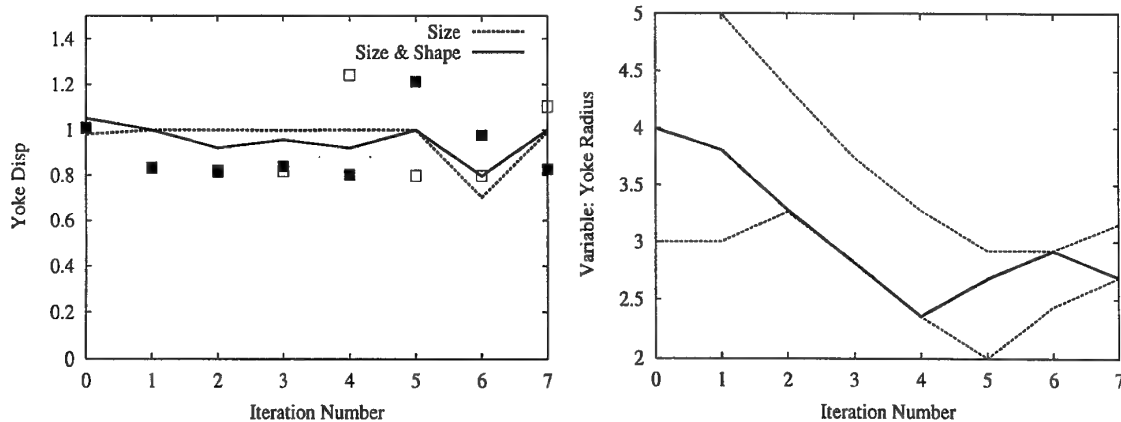 1.4
1.2
1
0.8
0.6
0.4
0.2
0
Yoke Disp
Size
Size & Shape
0 1 2 3 4 5 6 7
Iteration Number
5
4.5
4
3.5
3
2.5
2
Variable: Yoke Radius
0 1 2 3 4 5 6 7
Iteration Number